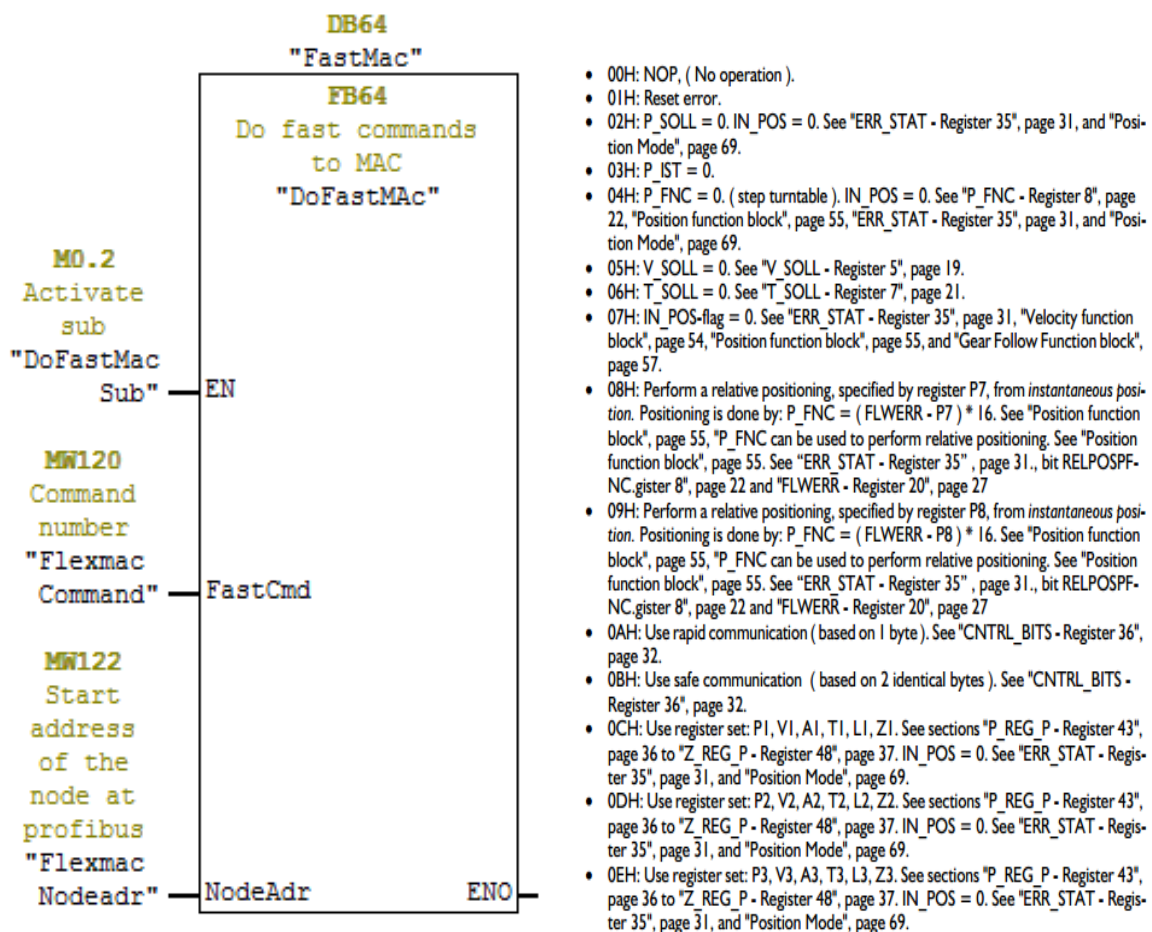 DB64
"FastMac"
FB64
Do fast commands
to MAC
"DoFastMAc"
M0.2
Activate
sub
"DoFastMac
Sub"
EN
MW120
Command
number
"Flexmac
Command"
FastCmd
MW122
Start
address
of the
node at
profibus
"Flexmac
Nodeadr"
NodeAdr
ENO
• 00H: NOP, ( No operation ).
• 01H: Reset error.
• 02H: P_SOLL = 0. IN_POS = 0. See "ERR_STAT - Register 35", page 31, and "Posi-
tion Mode", page 69.
• 03H: P_IST = 0.
• 04H: P_FNC = 0. ( step turntable ). IN_POS = 0. See "P_FNC - Register 8", page
22, "Position function block", page 55, "ERR_STAT - Register 35", page 31, and "Posi-
tion Mode", page 69.
• 05H: V_SOLL = 0. See "V_SOLL - Register 5", page 19.
• 06H: T_SOLL = 0. See "T_SOLL - Register 7", page 21.
• 07H: IN_POS-flag = 0. See "ERR_STAT - Register 35", page 31, "Velocity function
block", page 54, "Position function block", page 55, and "Gear Follow Function block",
page 57.
• 08H: Perform a relative positioning, specified by register P7, from instantaneous posi-
tion. Positioning is done by: P_FNC = ( FLWERR - P7 ) * 16. See "Position function
block", page 55, "P_FNC can be used to perform relative positioning. See "Position
function block", page 55. See “ERR_STAT - Register 35” , page 31., bit RELPOSPF-
NC.gister 8", page 22 and "FLWERR - Register 20", page 27
• 09H: Perform a relative positioning, specified by register P8, from instantaneous posi-
tion. Positioning is done by: P_FNC = ( FLWERR - P8 ) * 16. See "Position function
block", page 55, "P_FNC can be used to perform relative positioning. See "Position
function block", page 55. See “ERR_STAT - Register 35” , page 31., bit RELPOSPF-
NC.gister 8", page 22 and "FLWERR - Register 20", page 27
• 0AH: Use rapid communication ( based on 1 byte ). See "CNTRL_BITS - Register 36",
page 32.
• 0BH: Use safe communication ( based on 2 identical bytes ). See "CNTRL_BITS -
Register 36", page 32.
• 0CH: Use register set: P1, V1, A1, T1, L1, Z1. See sections "P_REG_P - Register 43",
page 36 to "Z_REG_P - Register 48", page 37. IN_POS = 0. See "ERR_STAT - Regis-
ter 35", page 31, and "Position Mode", page 69.
• 0DH: Use register set: P2, V2, A2, T2, L2, Z2. See sections "P_REG_P - Register 43",
page 36 to "Z_REG_P - Register 48", page 37. IN_POS = 0. See "ERR_STAT - Regis-
ter 35", page 31, and "Position Mode", page 69.
• 0EH: Use register set: P3, V3, A3, T3, L3, Z3. See sections "P_REG_P - Register 43",
page 36 to "Z_REG_P - Register 48", page 37. IN_POS = 0. See "ERR_STAT - Regis-
ter 35", page 31, and "Position Mode", page 69.